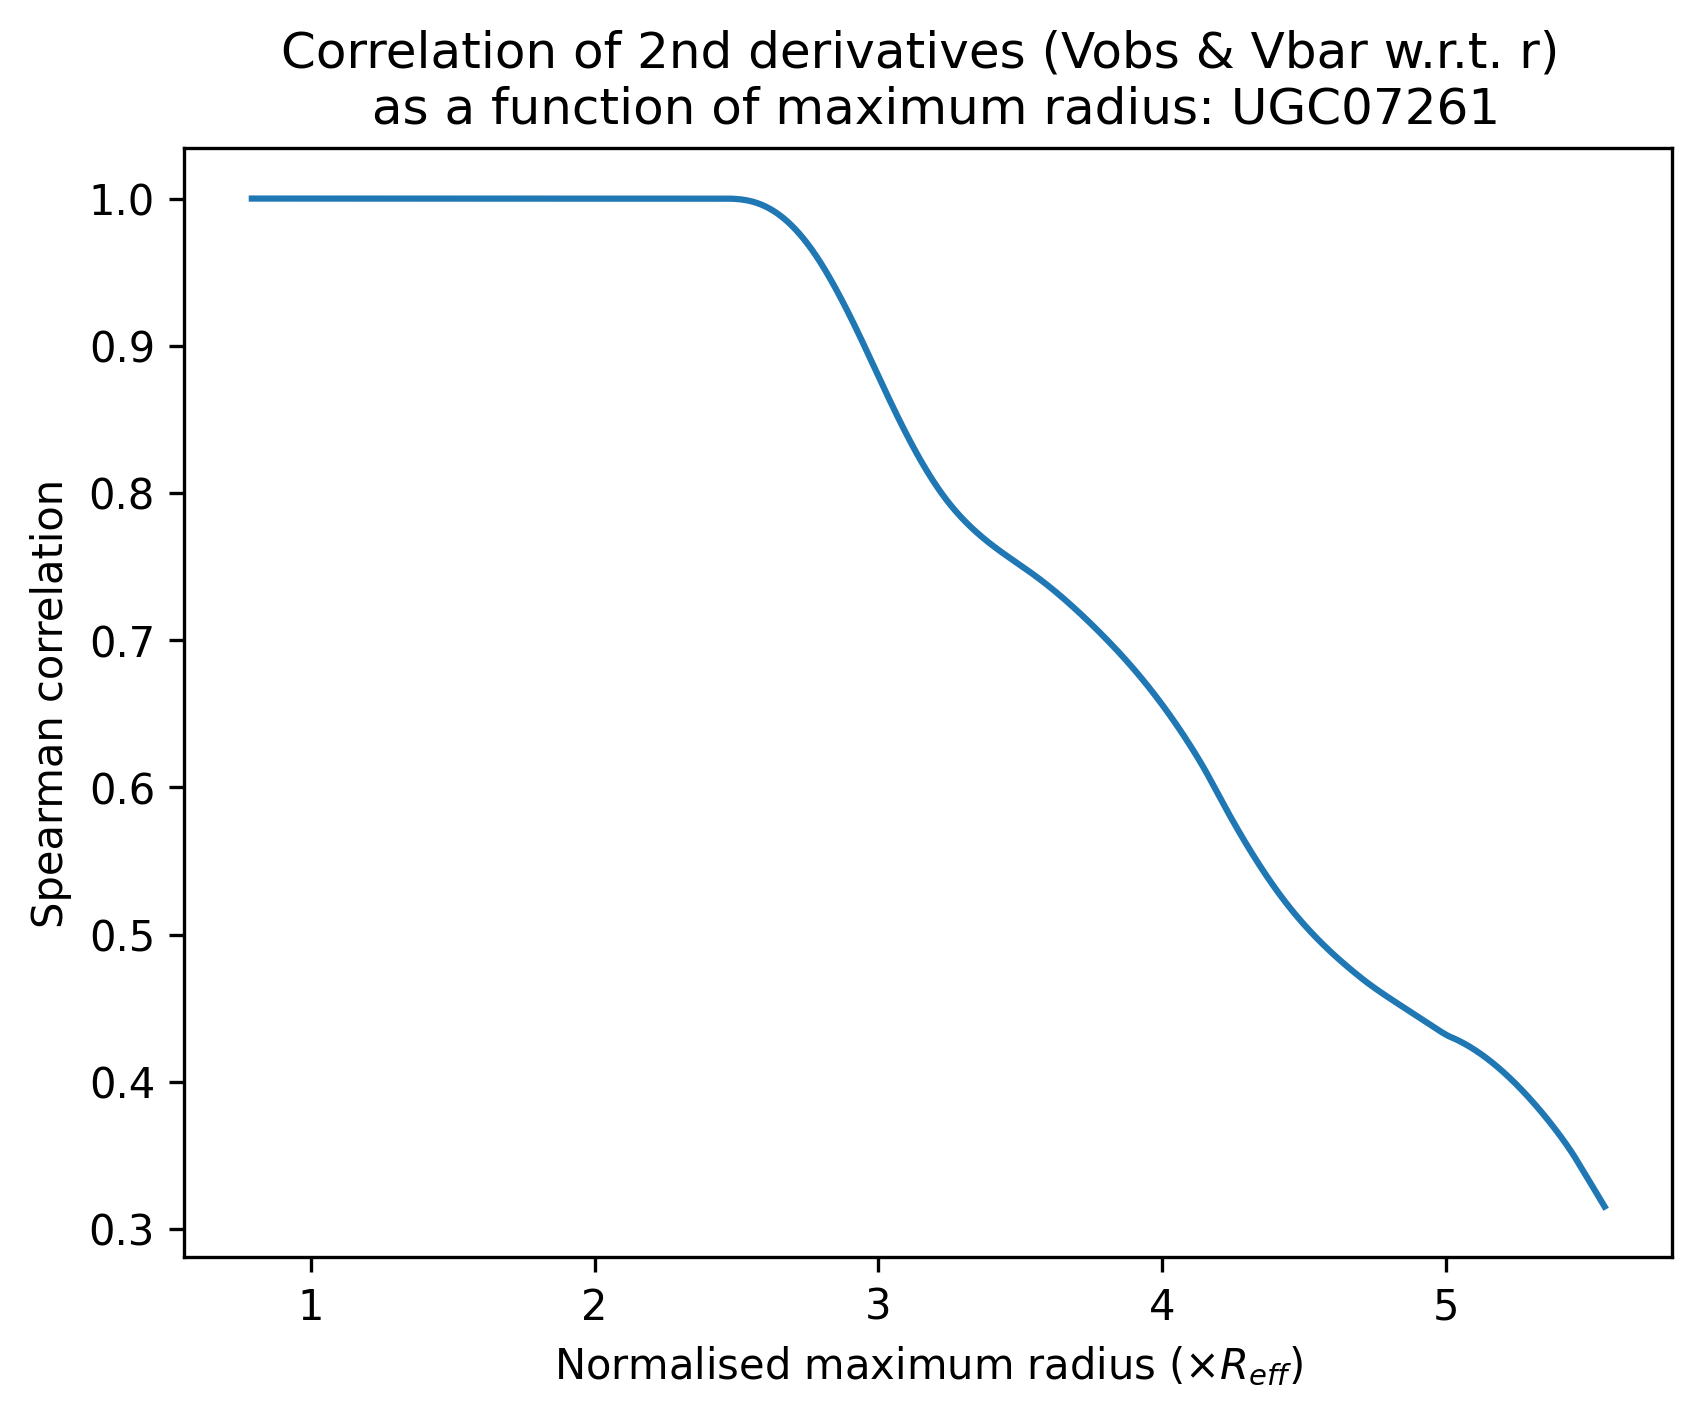 Correlation of 2nd derivatives (Vobs & Vbar w.r.t. r)
as a function of maximum radius: UGC07261
Spearman correlation
1.0
0.9
0.8
0.7
0.6
0.5
0.4
0.3
1 2 3 4 5
Normalised maximum radius (×R_eff)